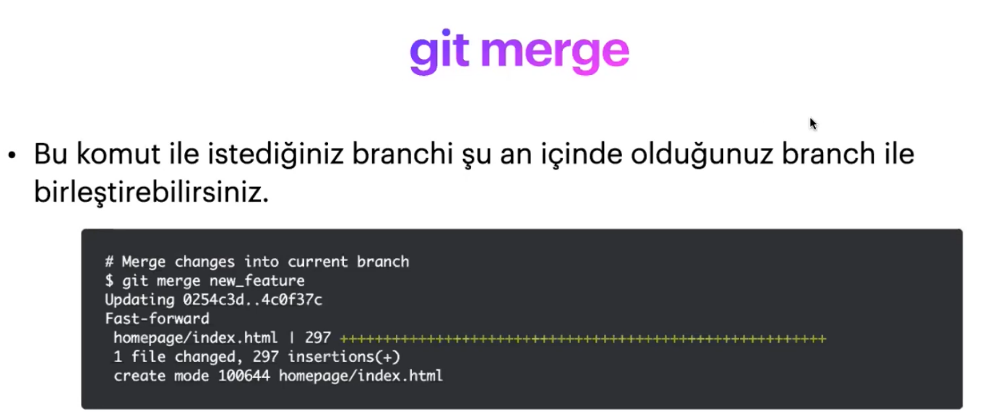 git merge
• Bu komut ile istediğiniz branchi şu an içinde olduğunuz branch ile
birleştirebilirsiniz.
# Merge changes into current branch
$ git merge new_feature
Updating 0254c3d..4c0f37c
Fast-forward
homepage/index.html | 297 ++++++++++++++++++++++++++++++++++++++++++++++++++++++++
1 file changed, 297 insertions(+)
create mode 100644 homepage/index.html